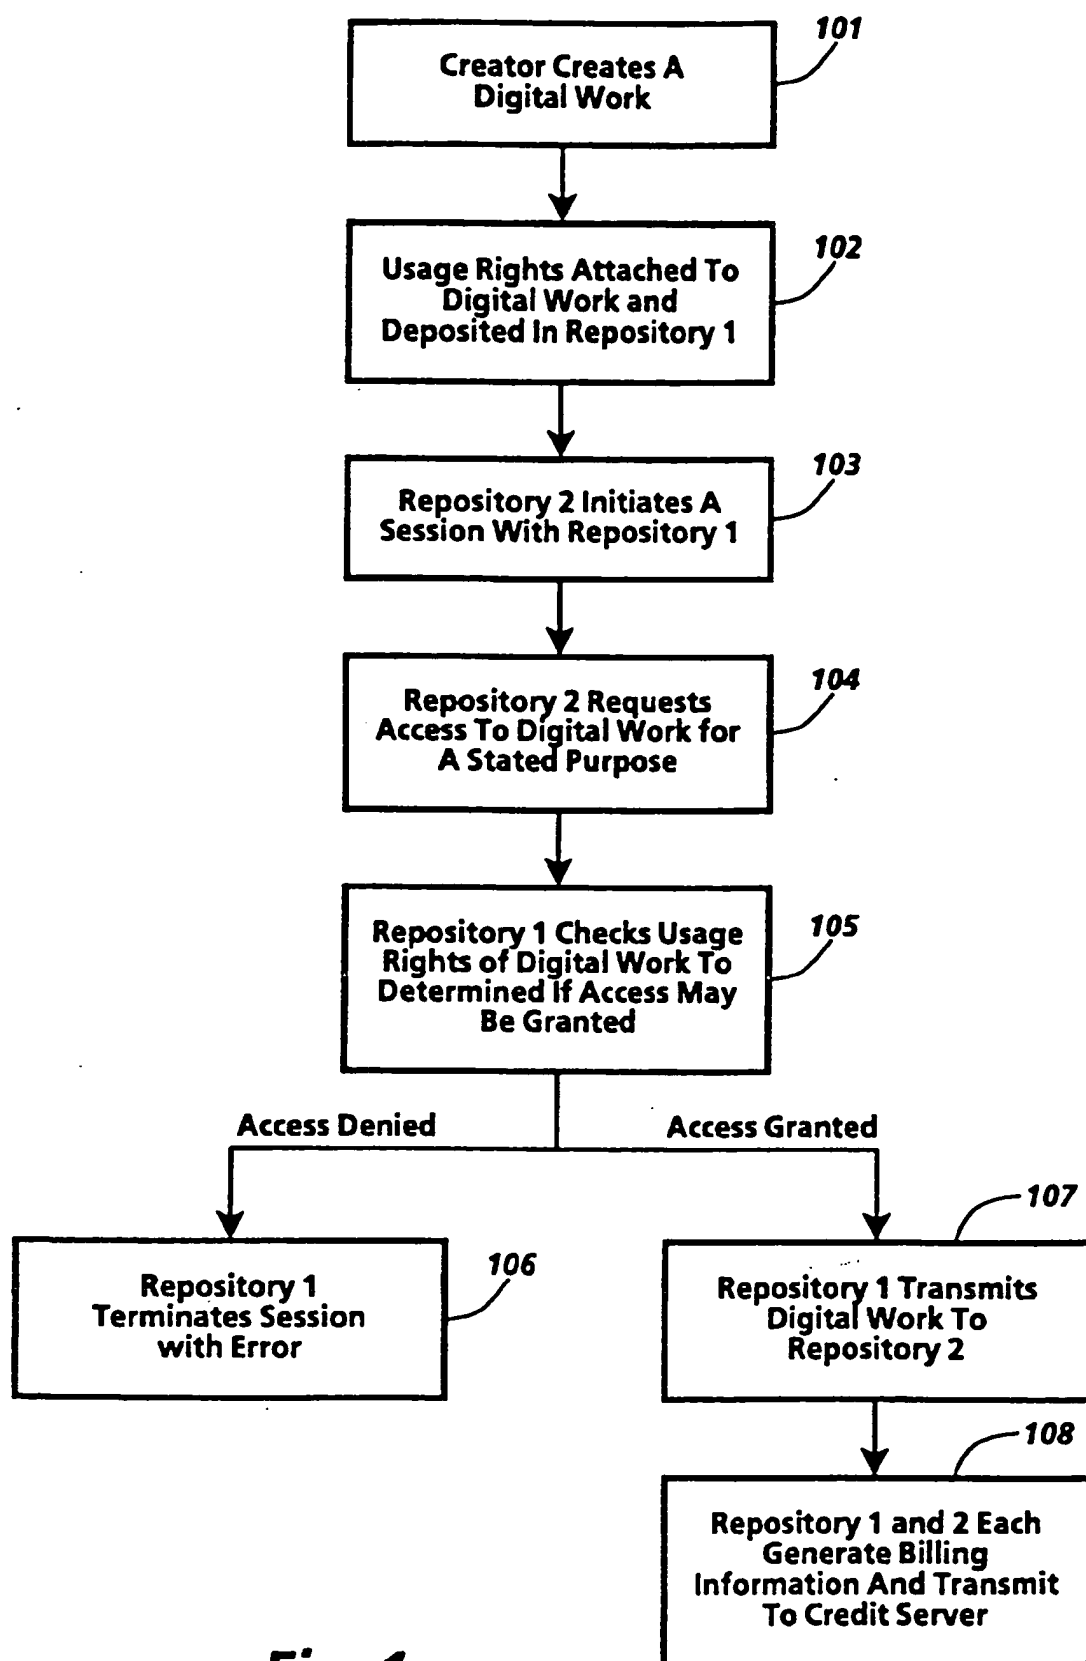 101
Creator Creates A
Digital Work
102
Usage Rights Attached To
Digital Work and
Deposited In Repository 1
103
Repository 2 Initiates A
Session With Repository 1
104
Repository 2 Requests
Access To Digital Work for
A Stated Purpose
105
Repository 1 Checks Usage
Rights of Digital Work To
Determined If Access May
Be Granted
Access Denied
Access Granted
107
106
Repository 1
Terminates Session
with Error
Repository 1 Transmits
Digital Work To
Repository 2
108
Repository 1 and 2 Each
Generate Billing
Information And Transmit
To Credit Server